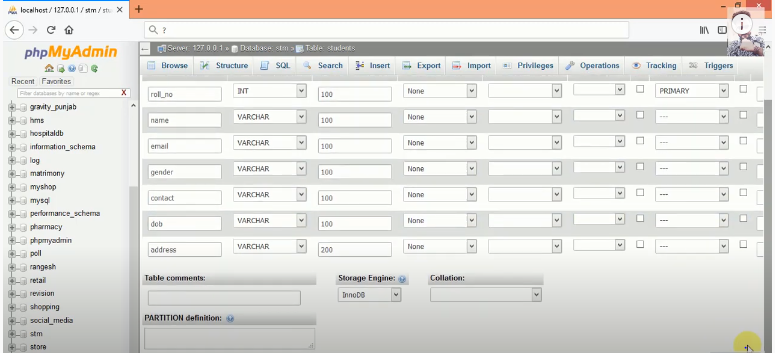 localhost / 127.0.0.1 / stm / stu × +
?
phpMyAdmin
Server: 127.0.0.1 » Database: stm » Table: students
Browse Structure SQL Search Insert Export Import Privileges Operations Tracking Triggers
Recent Favorites
Filter databases by name or regex X
gravity_punjab
hms
hospitaldb
information_schema
log
matrimony
myshop
mysql
performance_schema
pharmacy
phpmyadmin
poll
rangesh
retail
revision
shopping
social_media
stm
store
roll_no INT 100 None PRIMARY
name VARCHAR 100 None ---
email VARCHAR 100 None ---
gender VARCHAR 100 None ---
contact VARCHAR 100 None ---
dob VARCHAR 100 None ---
address VARCHAR 200 None ---
Table comments: Storage Engine: Collation:
InnoDB
PARTITION definition: